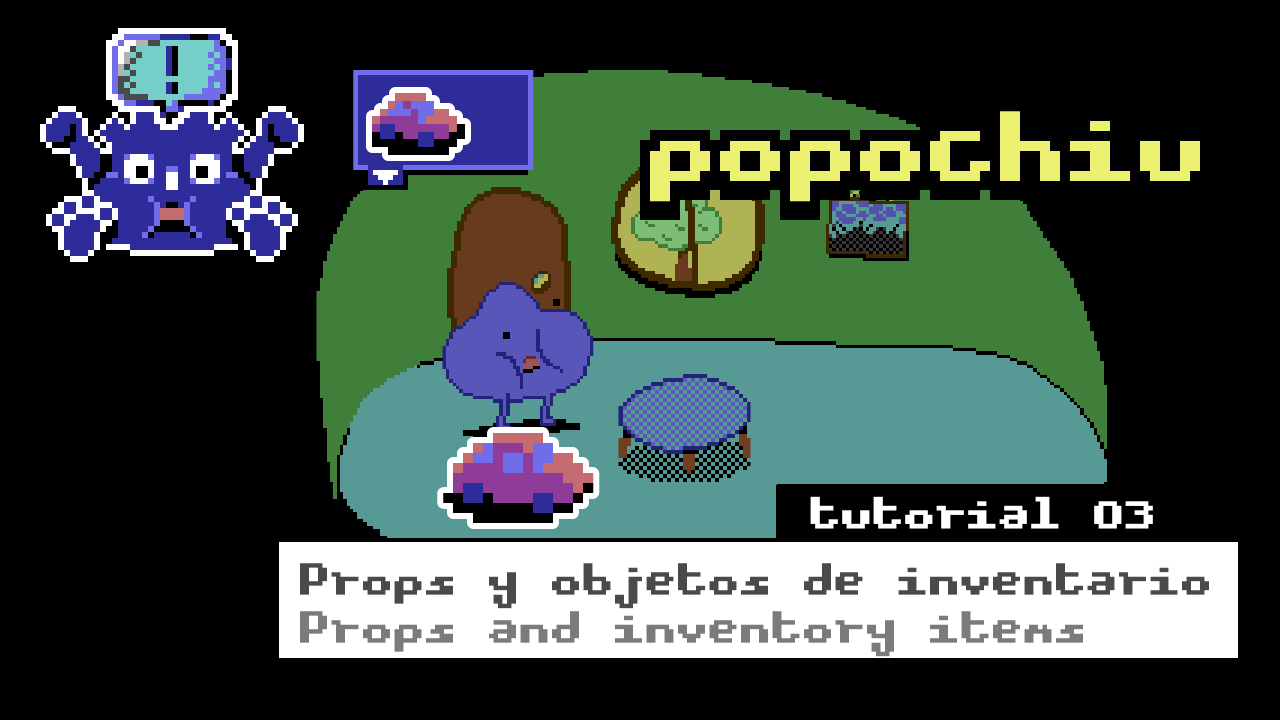 !
popochiu
tutorial 03
Props y objetos de inventario
Props and inventory items